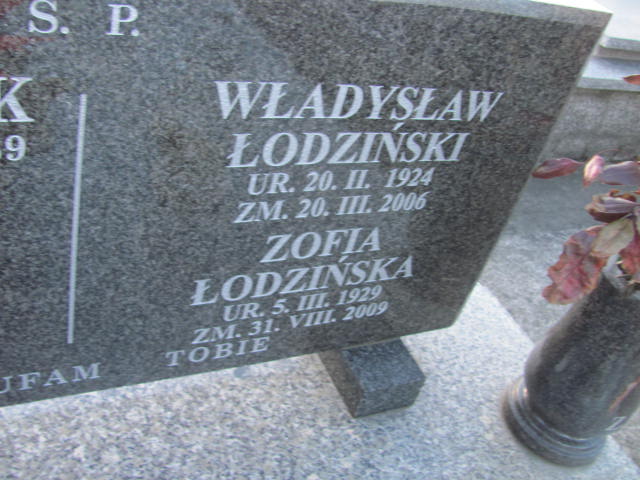 S. P.
K
39
WŁADYSŁAW
ŁODZIŃSKI
UR. 20. II. 1924
ZM. 20. III. 2006
ZOFIA
ŁODZIŃSKA
UR. 5. III. 1929
ZM. 31. VIII. 2009
UFAM TOBIE